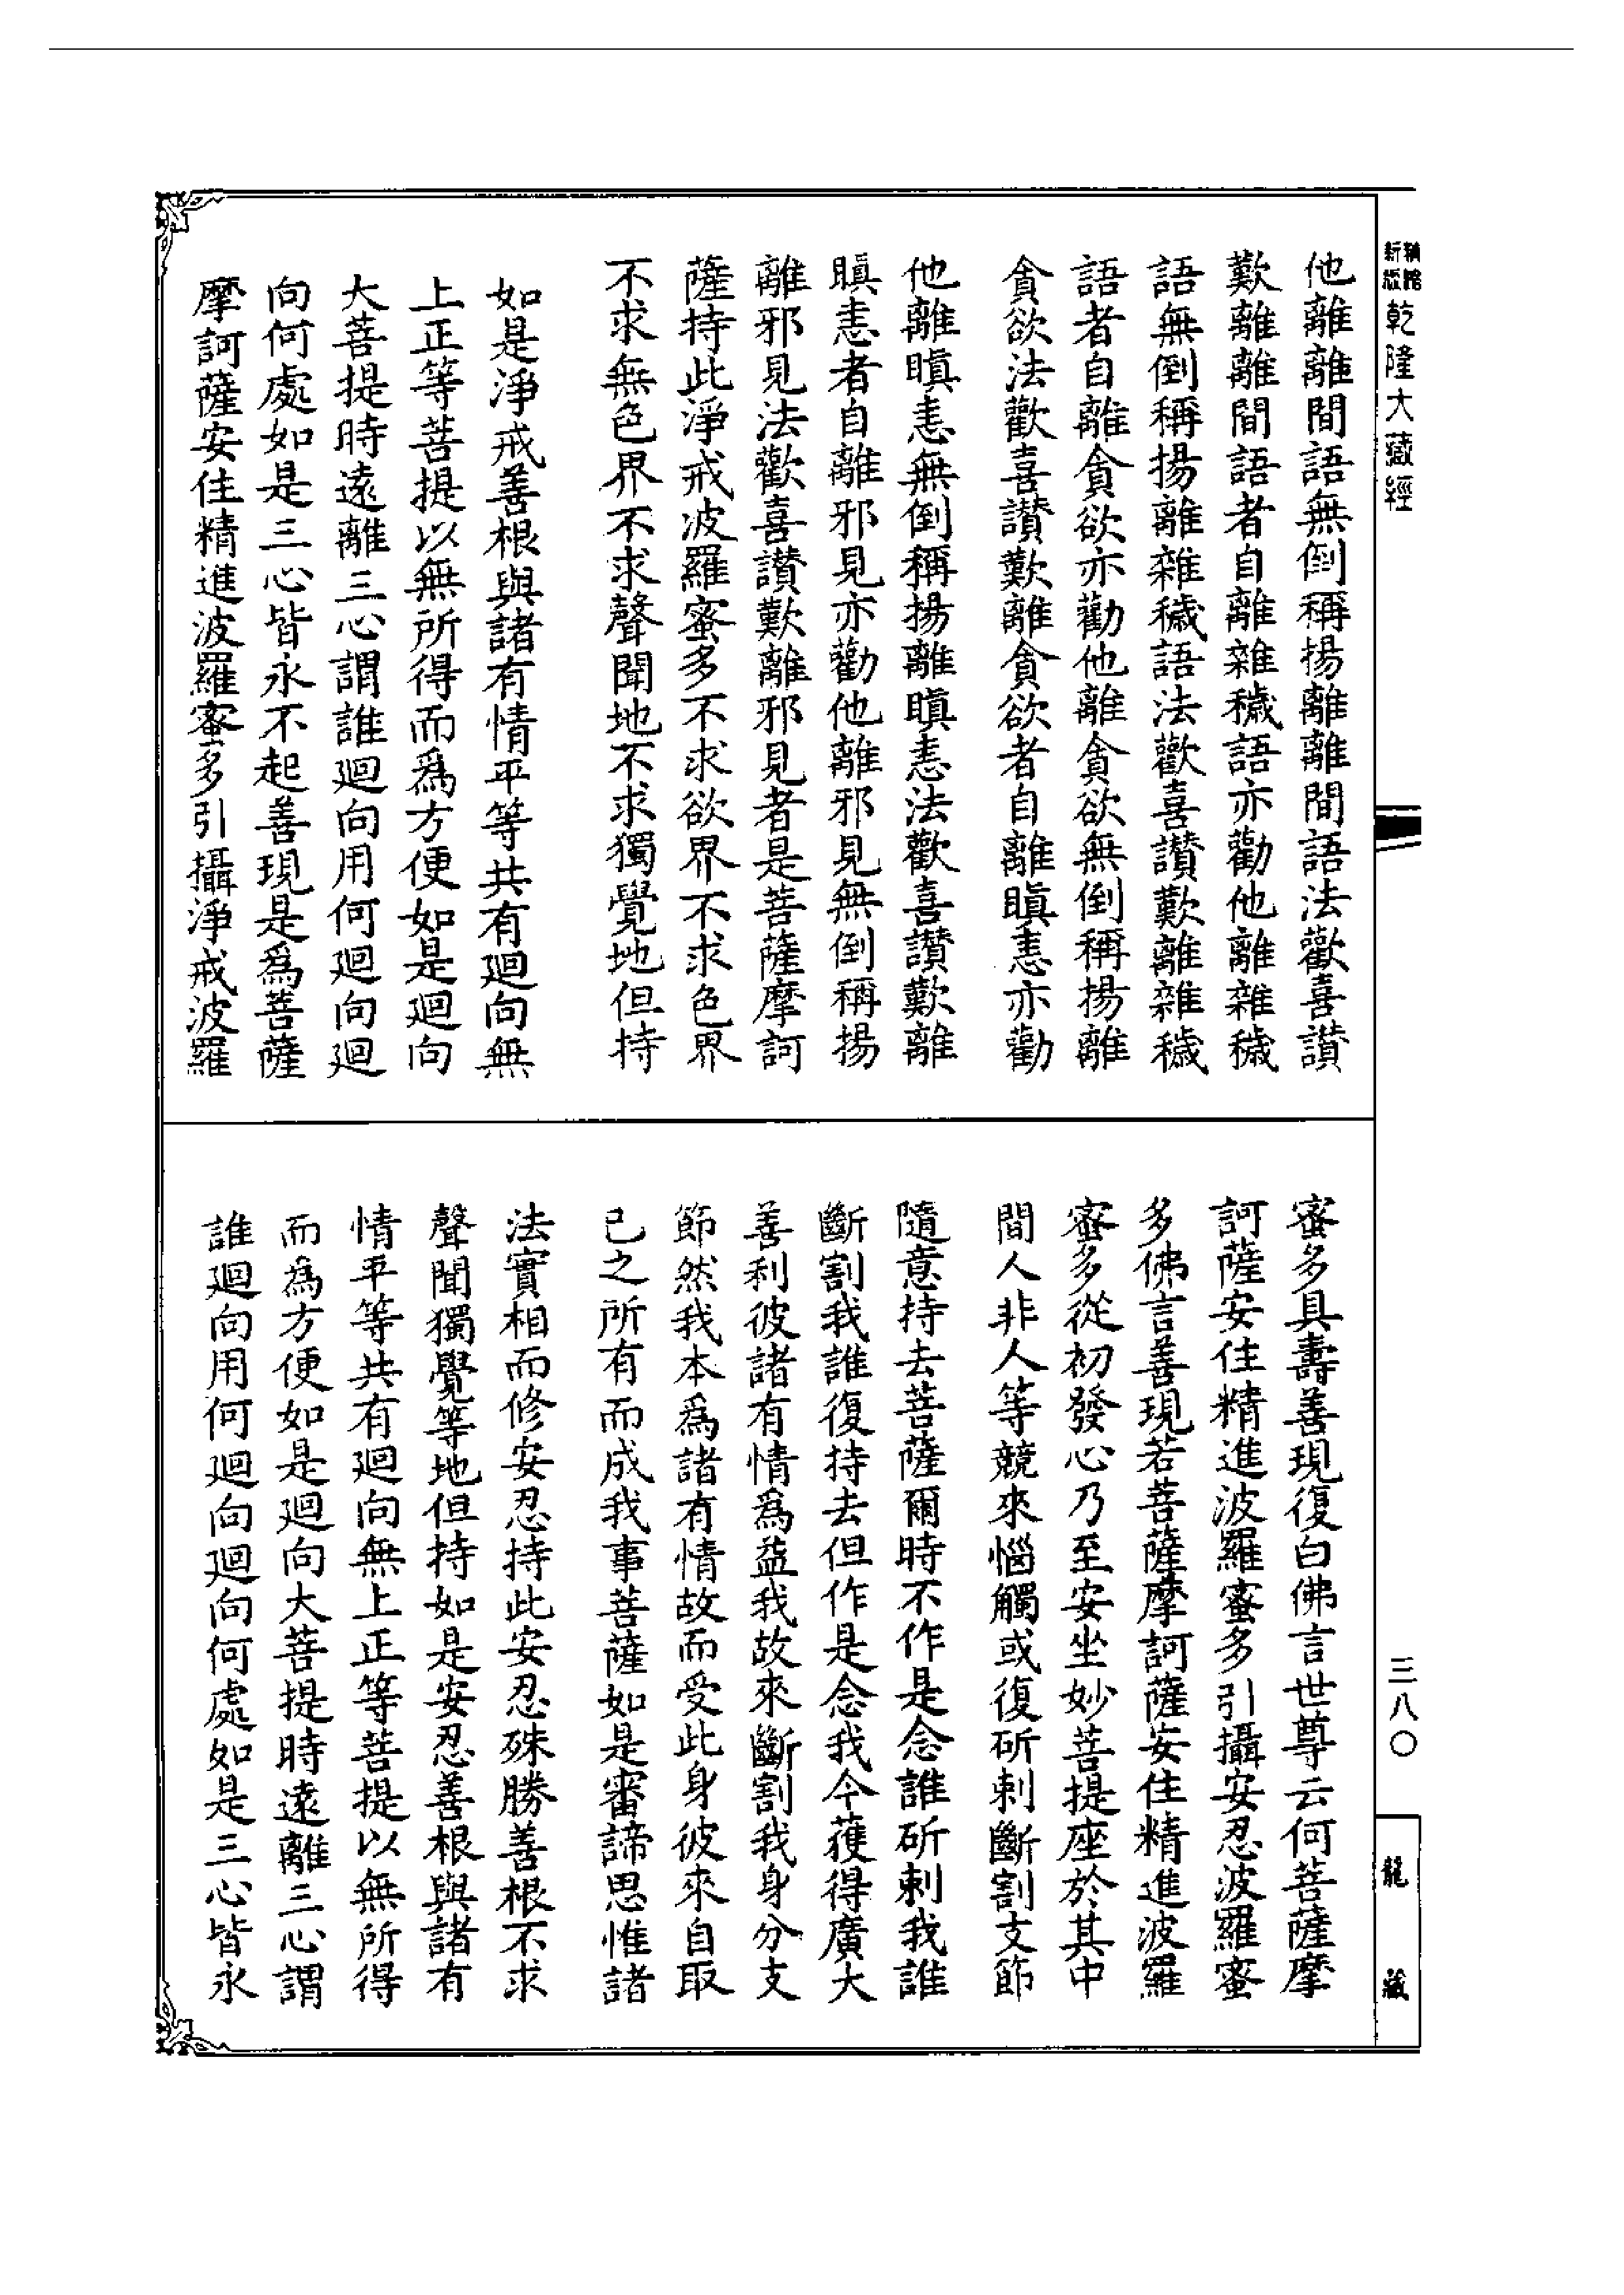 新版精縮
乾隆大藏經
他離離間語無倒稱揚離離間語法歡喜讚
歎離離間語者自離雜穢語亦勸他離雜穢
語無倒稱揚離雜穢語法歡喜讚歎離雜穢
語者自離貪欲亦勸他離貪欲無倒稱揚離
貪欲法歡喜讚歎離貪欲者自離瞋恚亦勸
他離瞋恚無倒稱揚離瞋恚法歡喜讚歎離
瞋恚者自離邪見亦勸他離邪見無倒稱揚
離邪見法歡喜讚歎離邪見者是菩薩摩訶
薩持此淨戒波羅蜜多不求欲界不求色界
不求無色界不求聲聞地不求獨覺地但持
如是淨戒善根與諸有情平等共有迴向無
上正等菩提以無所得而爲方便如是迴向
大菩提時遠離三心謂誰迴向用何迴向迴
向何處如是三心皆永不起善現是爲菩薩
摩訶薩安住精進波羅蜜多引攝淨戒波羅
蜜多具壽善現復白佛言世尊云何菩薩摩
訶薩安住精進波羅蜜多引攝安忍波羅蜜
多佛言善現若菩薩摩訶薩安住精進波羅
蜜多從初發心乃至安坐妙菩提座於其中
間人非人等競來惱觸或復斫刺斷割支節
隨意持去菩薩爾時不作是念誰斫刺我誰
斷割我誰復持去但作是念我今獲得廣大
善利彼諸有情爲益我故來斷割我身分支
節然我本爲諸有情故而受此身彼來自取
已之所有而成我事菩薩如是審諦思惟諸
法實相而修安忍持此安忍殊勝善根不求
聲聞獨覺等地但持如是安忍善根與諸有
情平等共有迴向無上正等菩提以無所得
而爲方便如是迴向大菩提時遠離三心謂
誰迴向用何迴向迴向何處如是三心皆永
三八〇
龍藏